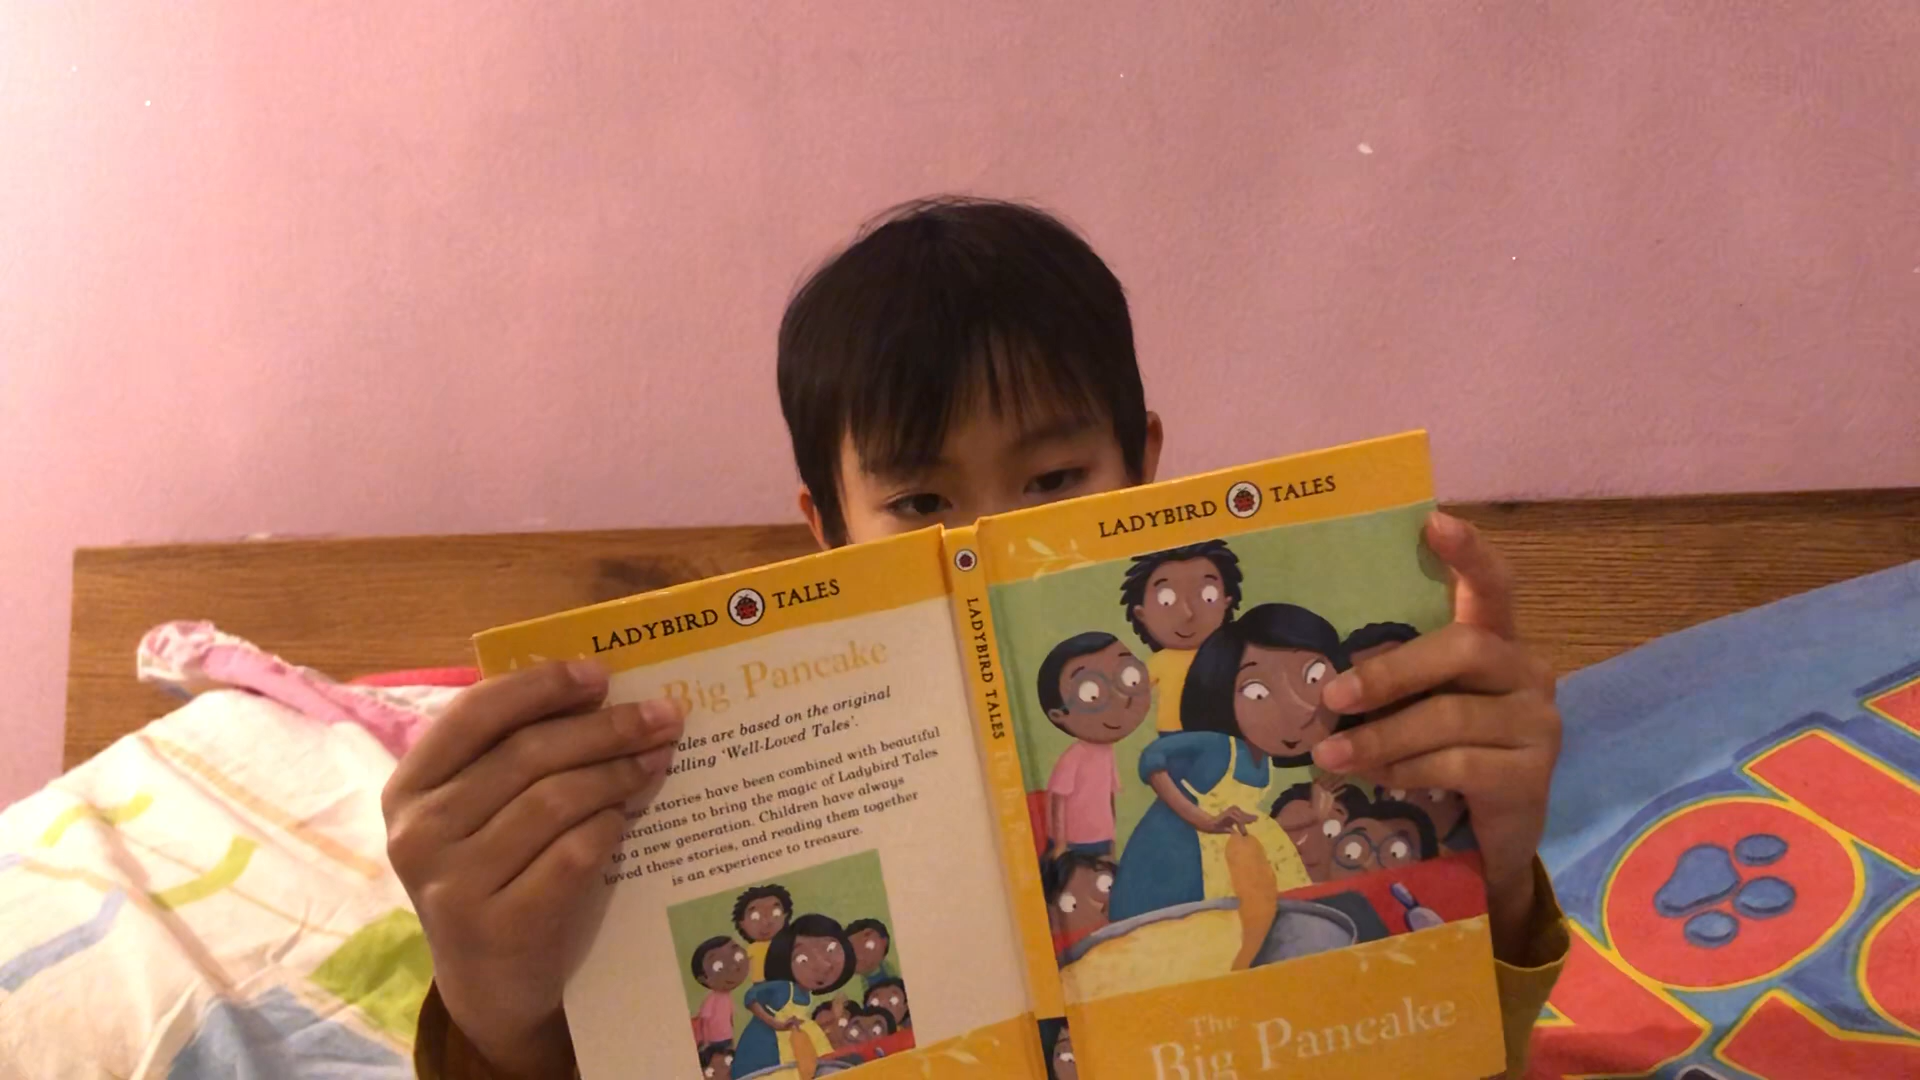 LADYBIRD TALES
Big Pancake
ales are based on the original
selling 'Well-Loved Tales'.
stories have been combined with beautiful
strations to bring the magic of Ladybird Tales
to a new generation. Children have always
loved these stories, and reading them together
is an experience to treasure.
LADYBIRD TALES
LADYBIRD TALES
The
Big Pancake